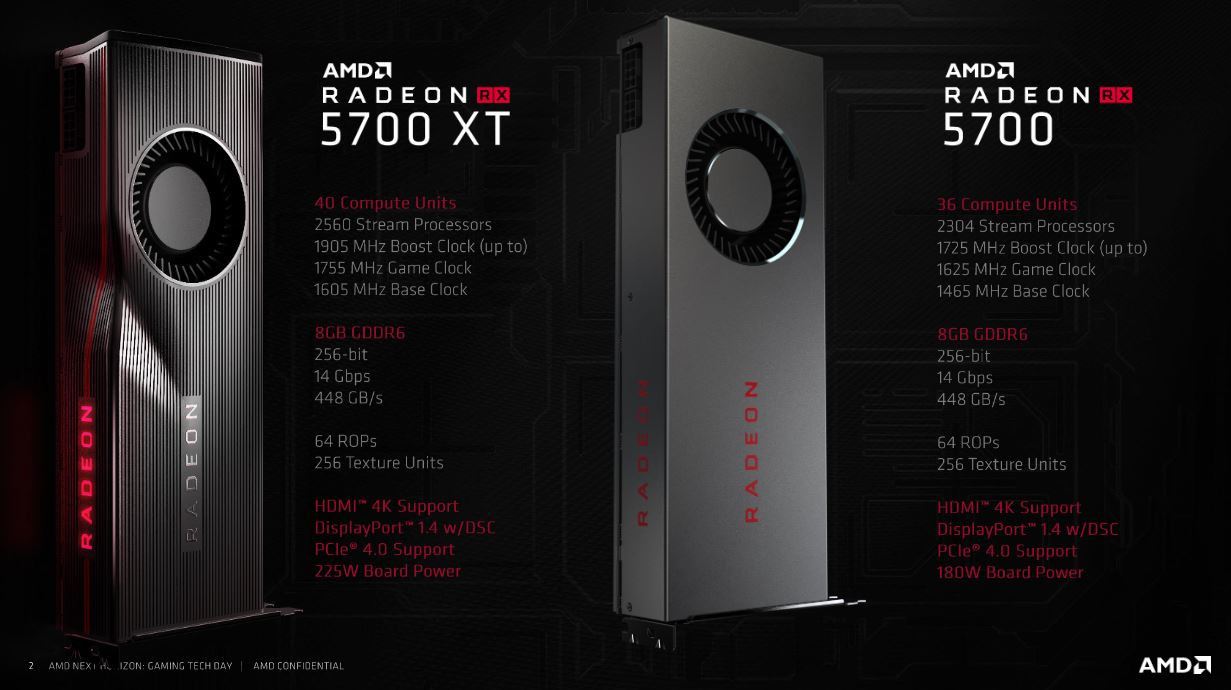 AMD
RADEON RX
5700 XT
40 Compute Units
2560 Stream Processors
1905 MHz Boost Clock (up to)
1755 MHz Game Clock
1605 MHz Base Clock
8GB GDDR6
256-bit
14 Gbps
448 GB/s
64 ROPs
256 Texture Units
HDMI™ 4K Support
DisplayPort™ 1.4 w/DSC
PCIe® 4.0 Support
225W Board Power
RADEON
RADEON
AMD
RADEON RX
5700
36 Compute Units
2304 Stream Processors
1725 MHz Boost Clock (up to)
1625 MHz Game Clock
1465 MHz Base Clock
8GB GDDR6
256-bit
14 Gbps
448 GB/s
64 ROPs
256 Texture Units
HDMI™ 4K Support
DisplayPort™ 1.4 w/DSC
PCIe® 4.0 Support
180W Board Power
RADEON
RADEON
2 AMD NEXT HORIZON: GAMING TECH DAY | AMD CONFIDENTIAL
AMD